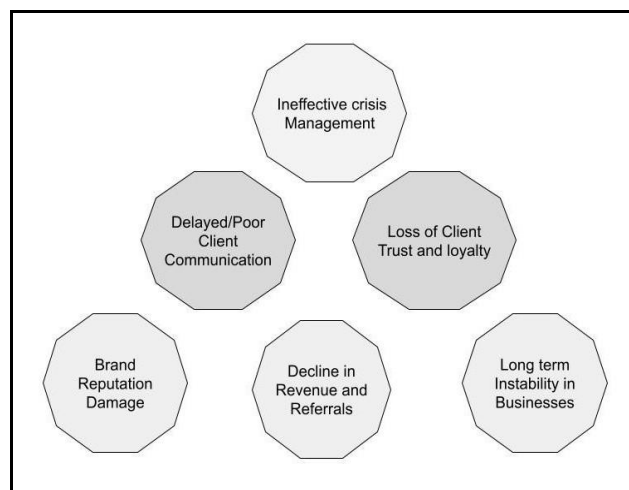 Ineffective crisis
Management
Delayed/Poor
Client
Communication
Loss of Client
Trust and loyalty
Brand
Reputation
Damage
Decline in
Revenue and
Referrals
Long term
Instability in
Businesses